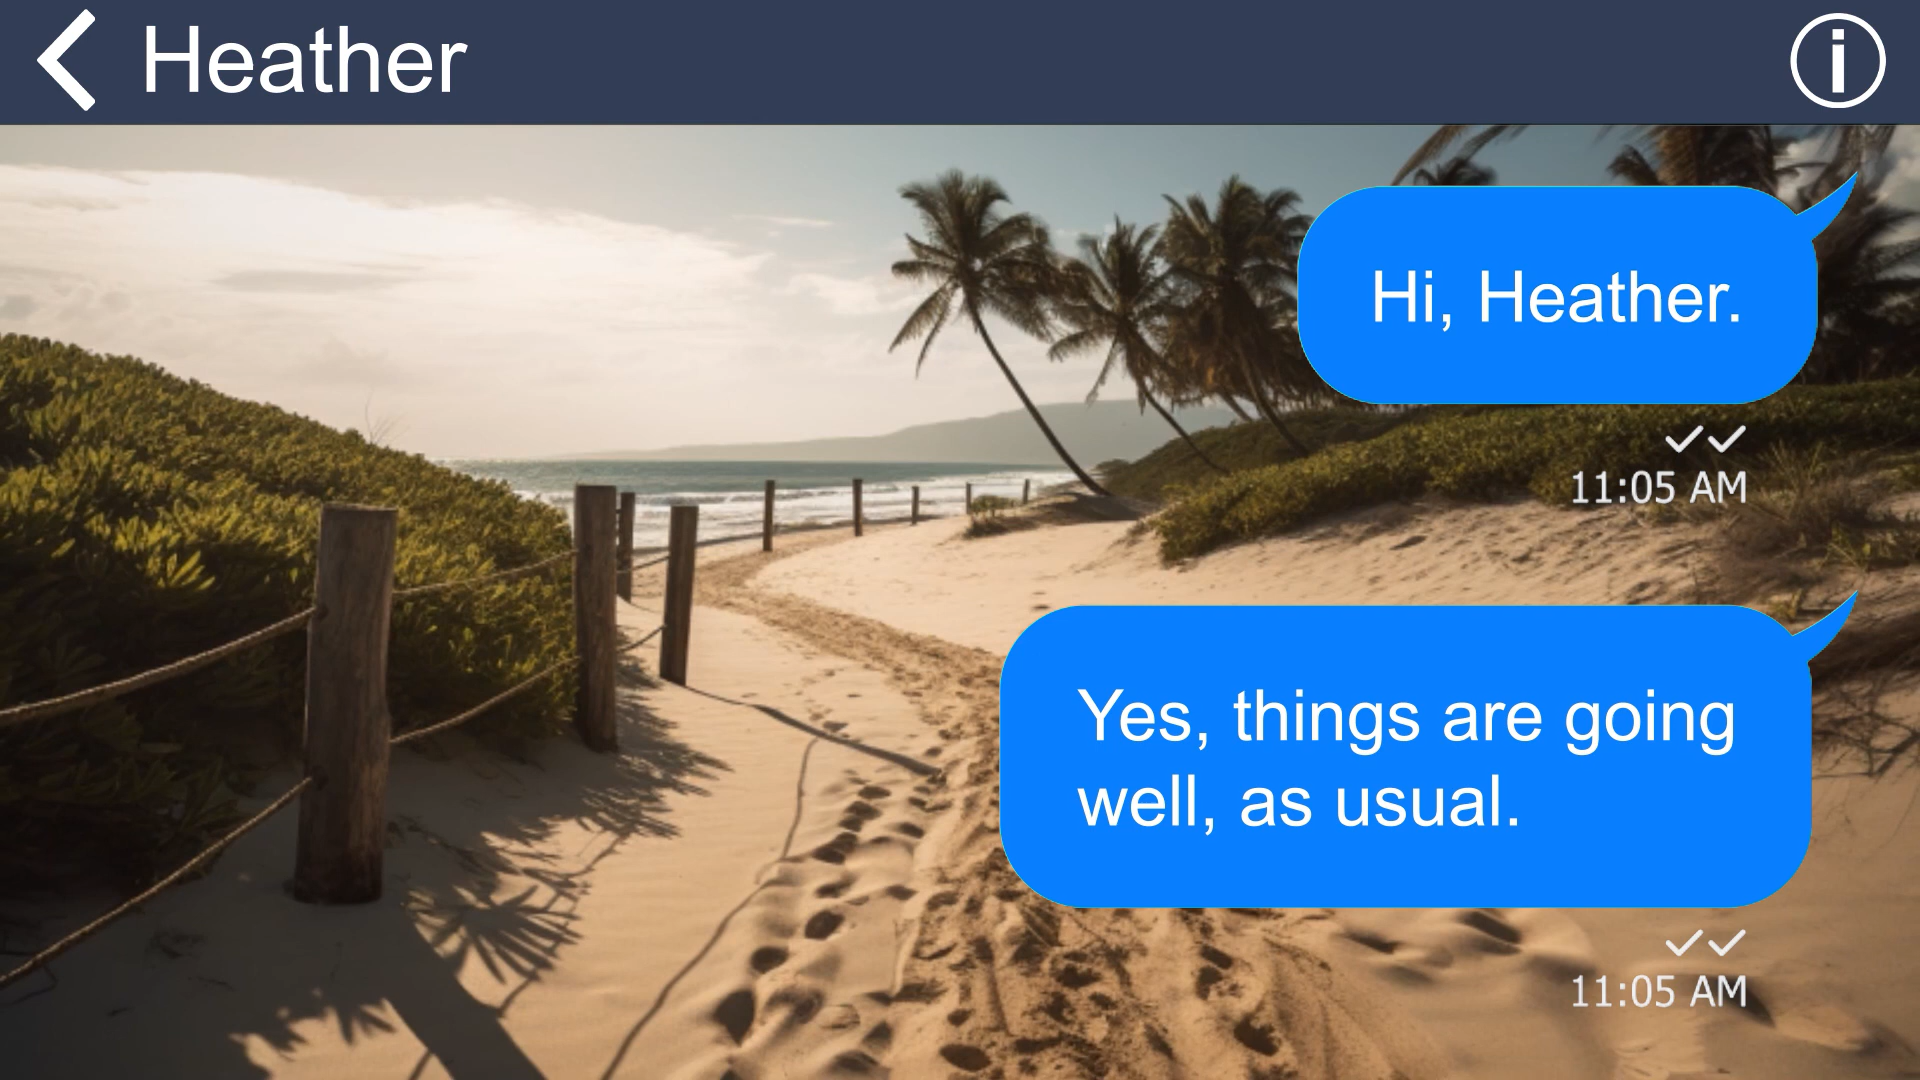 Heather
Hi, Heather.
11:05 AM
Yes, things are going
well, as usual.
11:05 AM